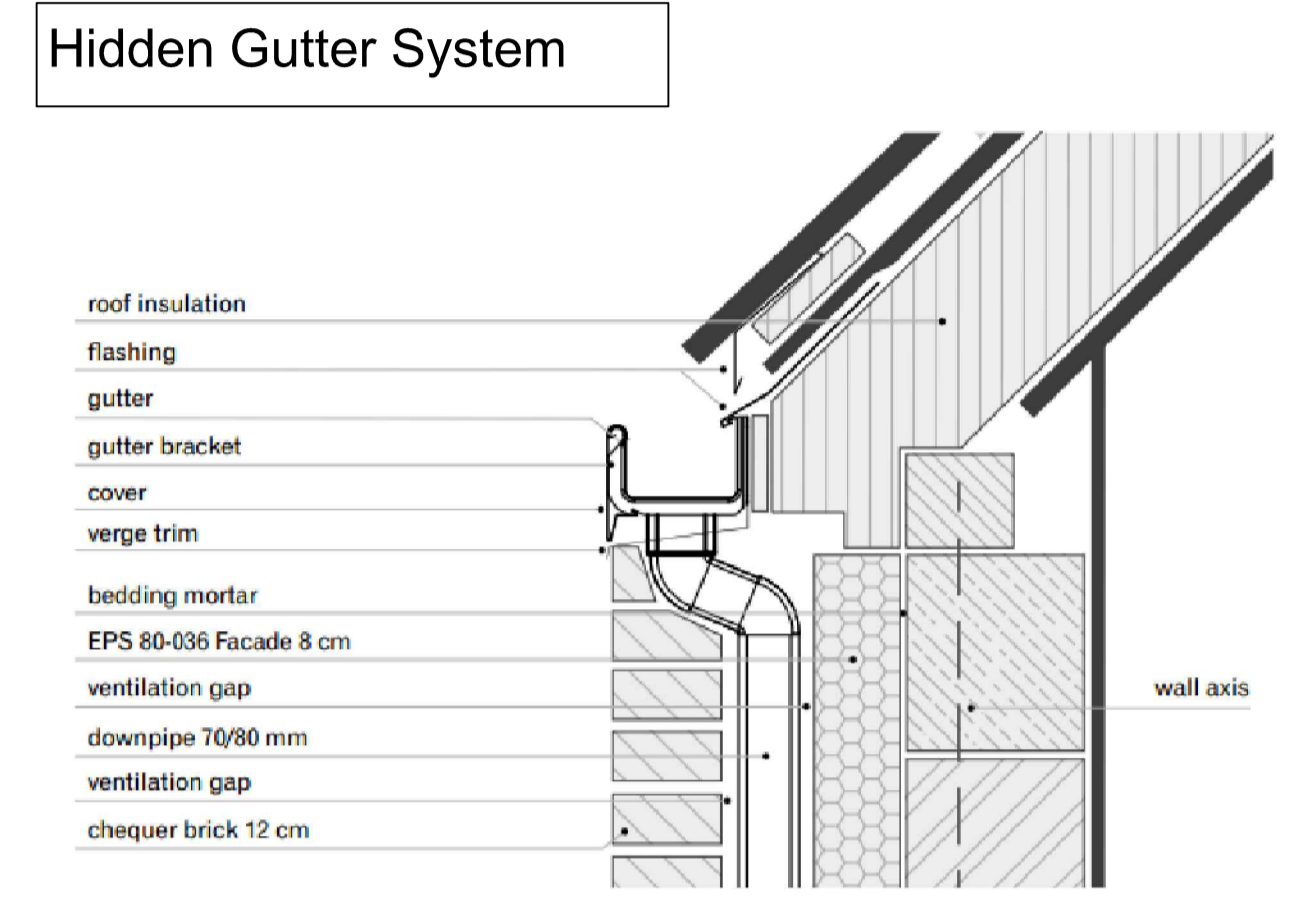 Hidden Gutter System
roof insulation
flashing
gutter
gutter bracket
cover
verge trim
bedding mortar
EPS 80-036 Facade 8 cm
ventilation gap
wall axis
downpipe 70/80 mm
ventilation gap
chequer brick 12 cm